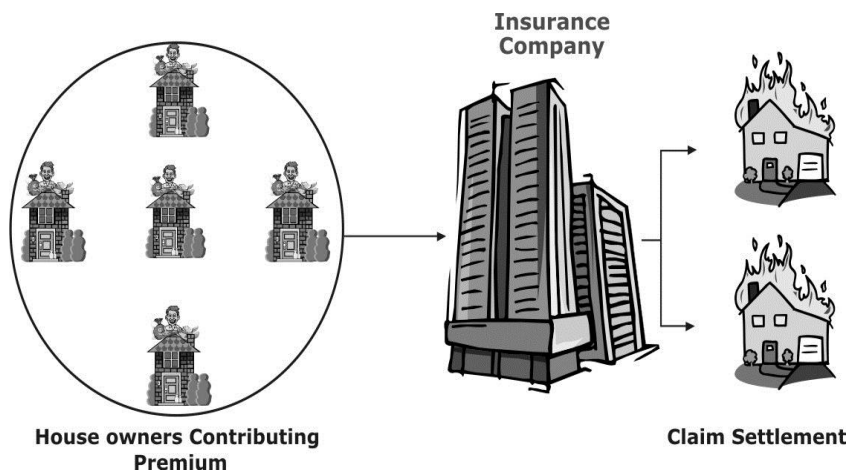 Insurance
Company
House owners Contributing
Premium
Claim Settlement